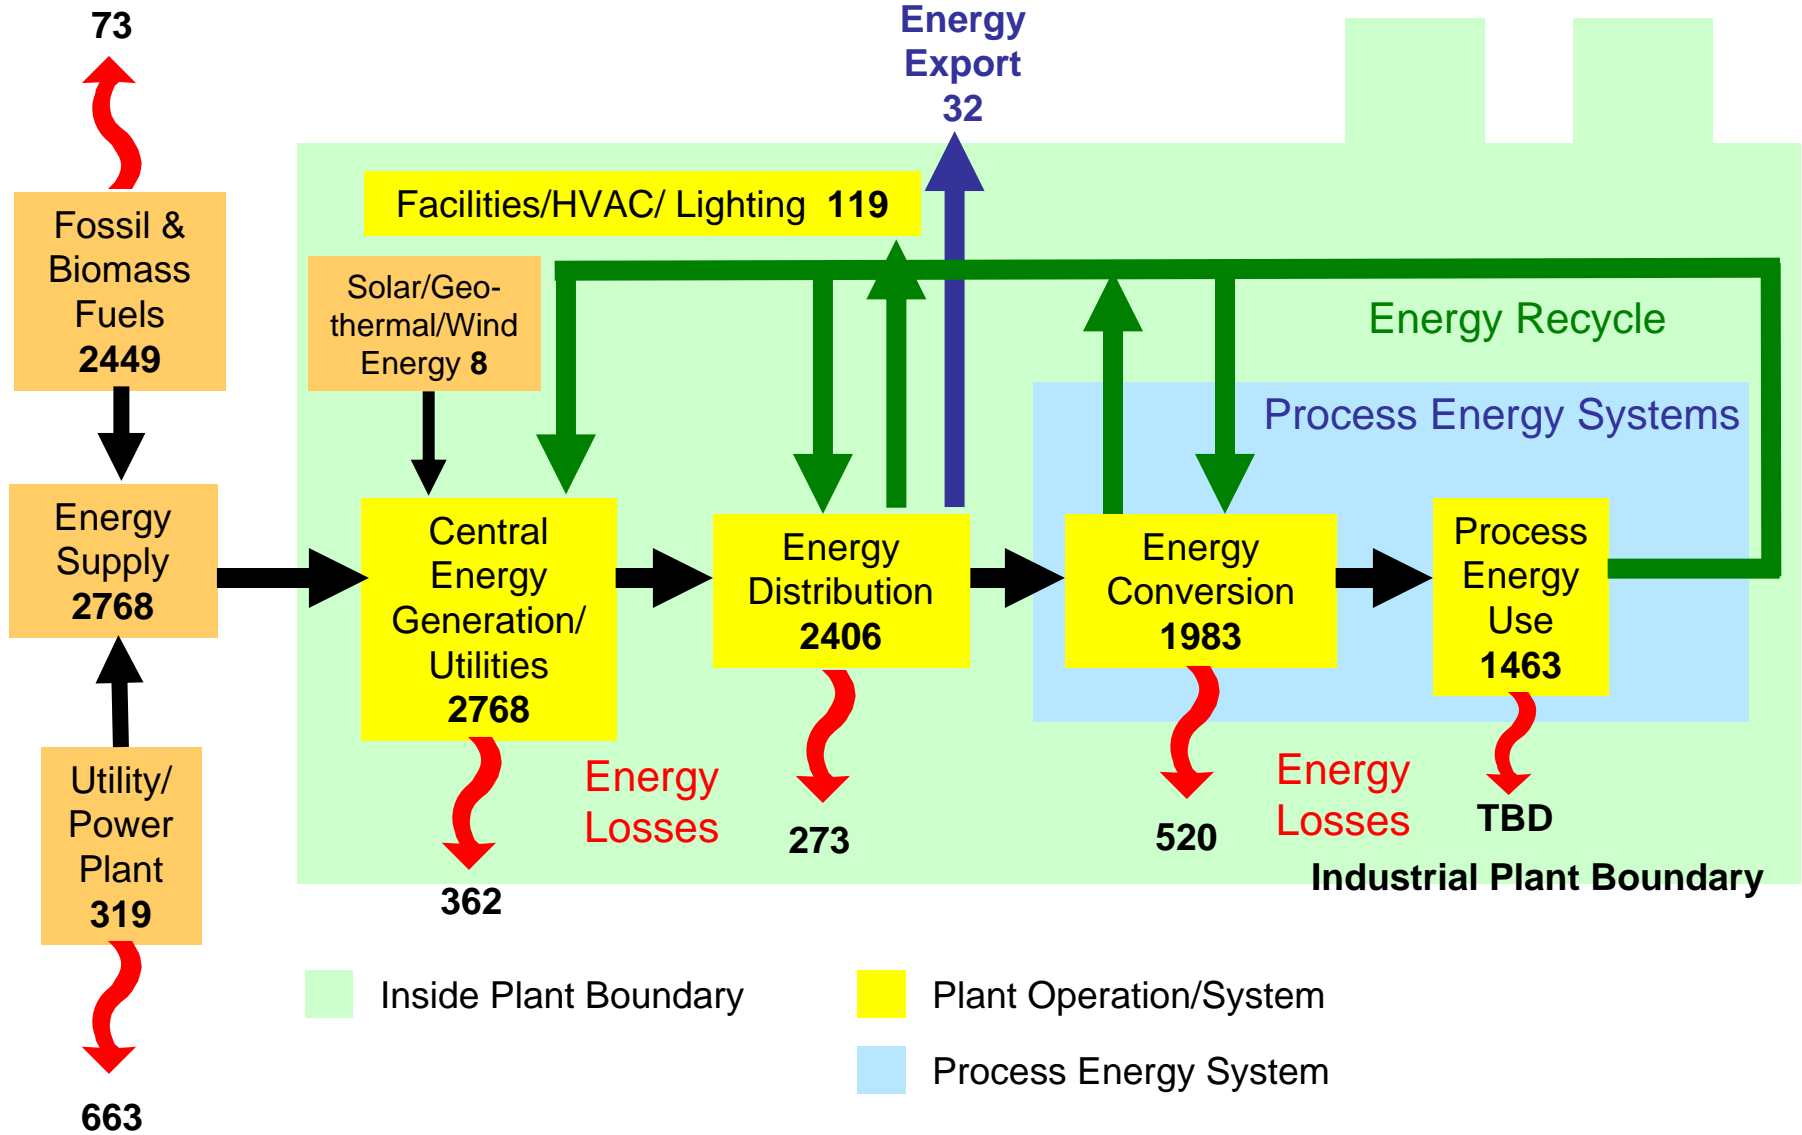 73
Energy
Export
32
Fossil &
Biomass
Fuels
2449
Facilities/HVAC/ Lighting 119
Solar/Geo-
thermal/Wind
Energy 8
Energy Recycle
Process Energy Systems
Energy
Supply
2768
Central
Energy
Generation/
Utilities
2768
Energy
Distribution
2406
Energy
Conversion
1983
Process
Energy
Use
1463
Utility/
Power
Plant
319
Energy
Losses
362
273
520
Energy
Losses
TBD
Industrial Plant Boundary
663
Inside Plant Boundary
Plant Operation/System
Process Energy System